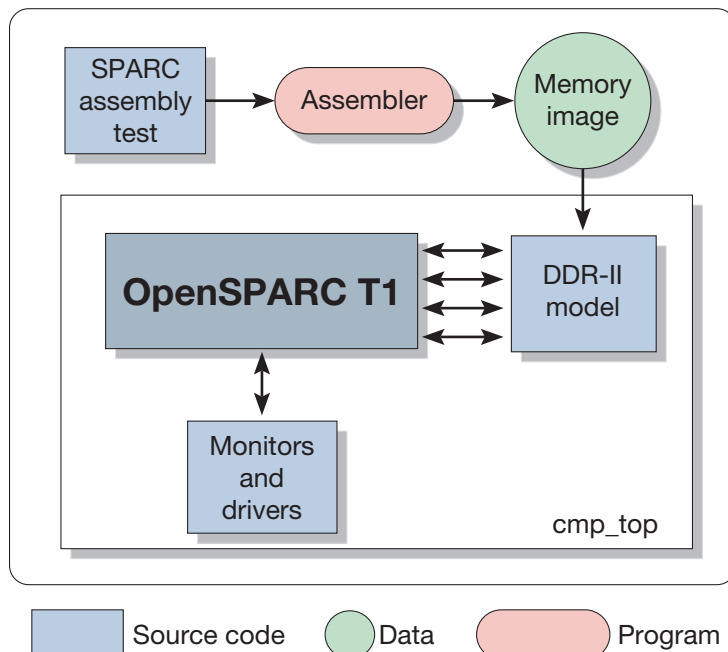 SPARC
assembly
test
Assembler
Memory
image
OpenSPARC T1
DDR-II
model
Monitors
and
drivers
cmp_top
Source code
Data
Program